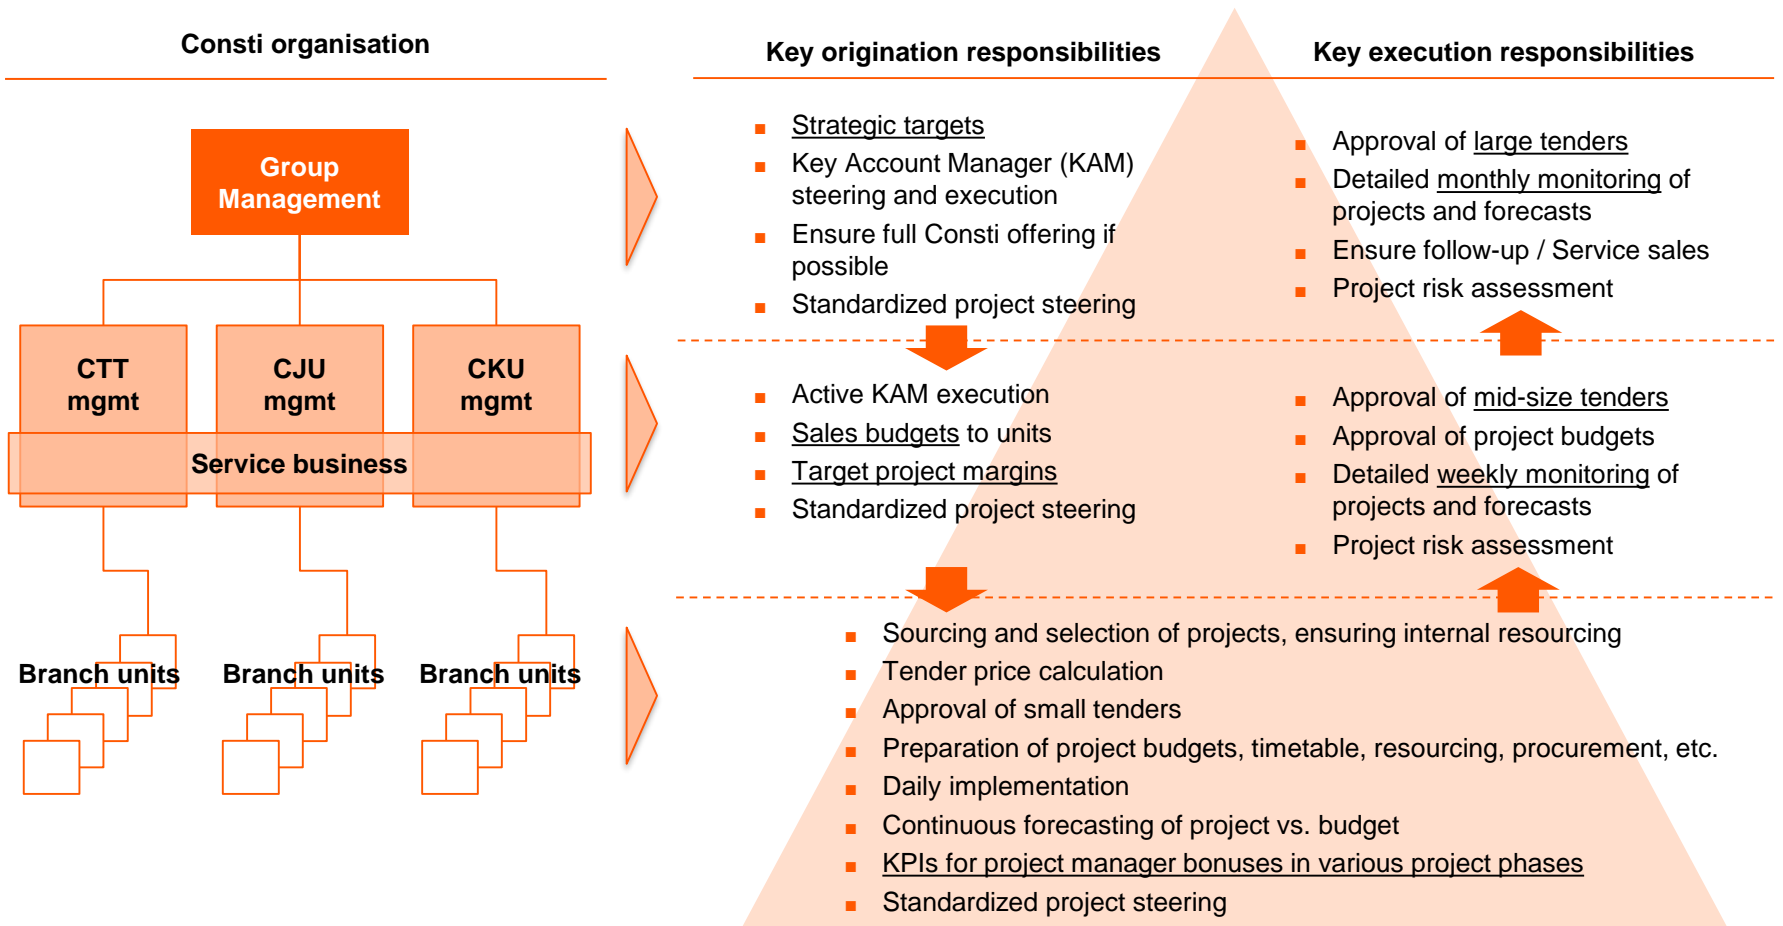 Consti organisation
Key origination responsibilities
Key execution responsibilities
Group
Management
CTT
mgmt
CJU
mgmt
CKU
mgmt
Service business
Branch units
Branch units
Branch units
Strategic targets
Key Account Manager (KAM)
steering and execution
Ensure full Consti offering if
possible
Standardized project steering
Approval of large tenders
Detailed monthly monitoring of
projects and forecasts
Ensure follow-up / Service sales
Project risk assessment
Active KAM execution
Sales budgets to units
Target project margins
Standardized project steering
Approval of mid-size tenders
Approval of project budgets
Detailed weekly monitoring of
projects and forecasts
Project risk assessment
Sourcing and selection of projects, ensuring internal resourcing
Tender price calculation
Approval of small tenders
Preparation of project budgets, timetable, resourcing, procurement, etc.
Daily implementation
Continuous forecasting of project vs. budget
KPIs for project manager bonuses in various project phases
Standardized project steering